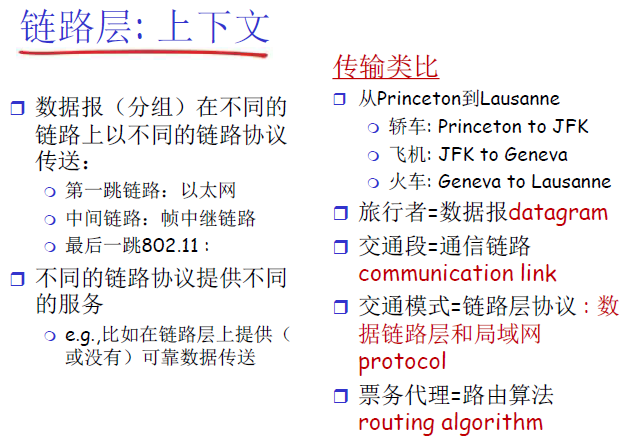 链路层: 上下文
数据报（分组）在不同的
链路上以不同的链路协议
传送：
第一跳链路：以太网
中间链路：帧中继链路
最后一跳802.11：
不同的链路协议提供不同
的服务
e.g.,比如在链路层上提供（
或没有）可靠数据传送
传输类比
从Princeton到Lausanne
轿车: Princeton to JFK
飞机: JFK to Geneva
火车: Geneva to Lausanne
旅行者=数据报datagram
交通段=通信链路
communication link
交通模式=链路层协议：数
据链路层和局域网
protocol
票务代理=路由算法
routing algorithm